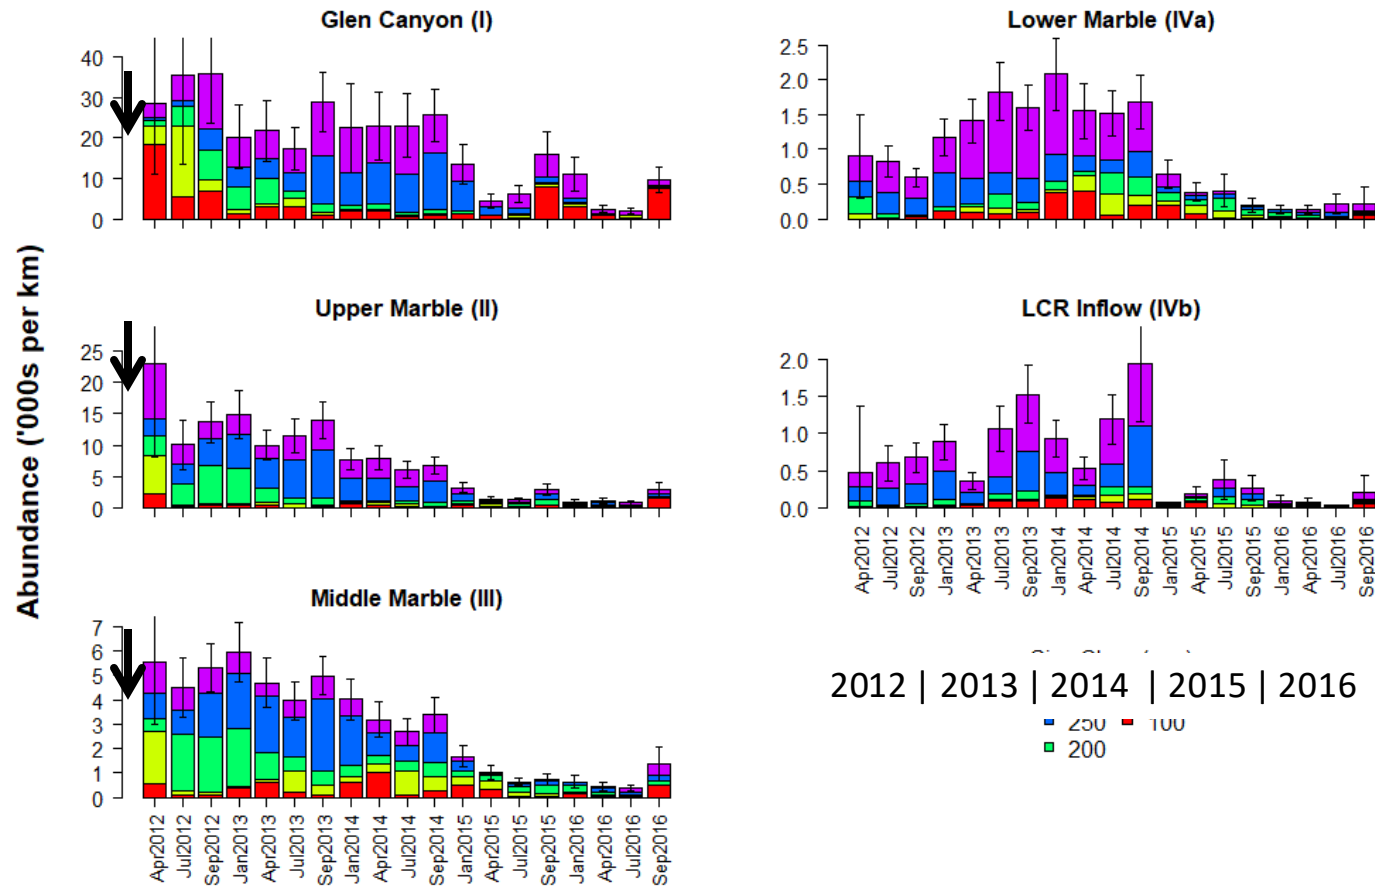 Abundance ('000s per km)
Glen Canyon (I)
40
30
20
10
0
Upper Marble (II)
25
20
15
10
5
0
Middle Marble (III)
7
6
5
4
3
2
1
0
Apr2012
Jul2012
Sep2012
Jan2013
Apr2013
Jul2013
Sep2013
Jan2014
Apr2014
Jul2014
Sep2014
Jan2015
Apr2015
Jul2015
Sep2015
Jan2016
Apr2016
Jul2016
Sep2016
Lower Marble (IVa)
2.5
2.0
1.5
1.0
0.5
0.0
LCR Inflow (IVb)
2.0
1.5
1.0
0.5
0.0
Apr2012
Jul2012
Sep2012
Jan2013
Apr2013
Jul2013
Sep2013
Jan2014
Apr2014
Jul2014
Sep2014
Jan2015
Apr2015
Jul2015
Sep2015
Jan2016
Apr2016
Jul2016
Sep2016
2012 | 2013 | 2014 | 2015 | 2016
250 100
200